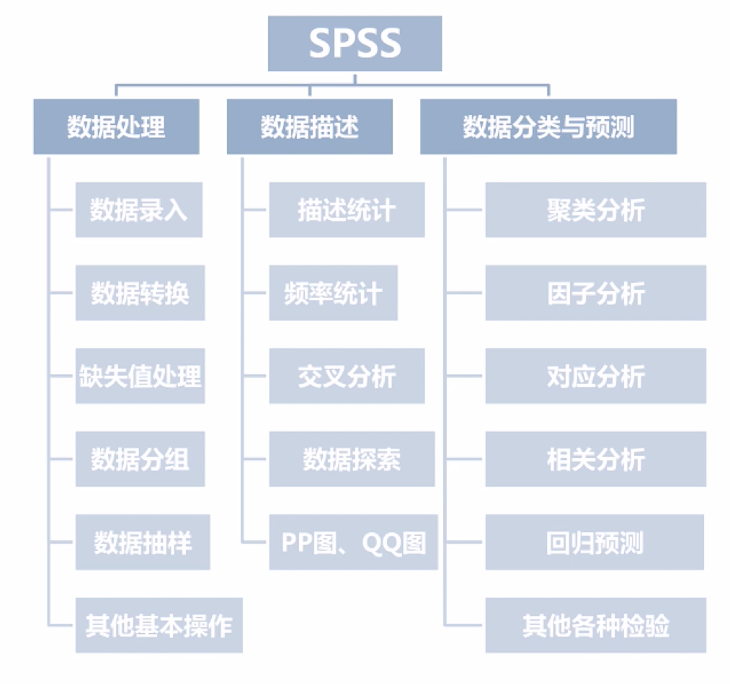 SPSS
数据处理
数据录入
数据转换
缺失值处理
数据分组
数据抽样
其他基本操作
数据描述
描述统计
频率统计
交叉分析
数据探索
PP图、QQ图
数据分类与预测
聚类分析
因子分析
对应分析
相关分析
回归预测
其他各种检验